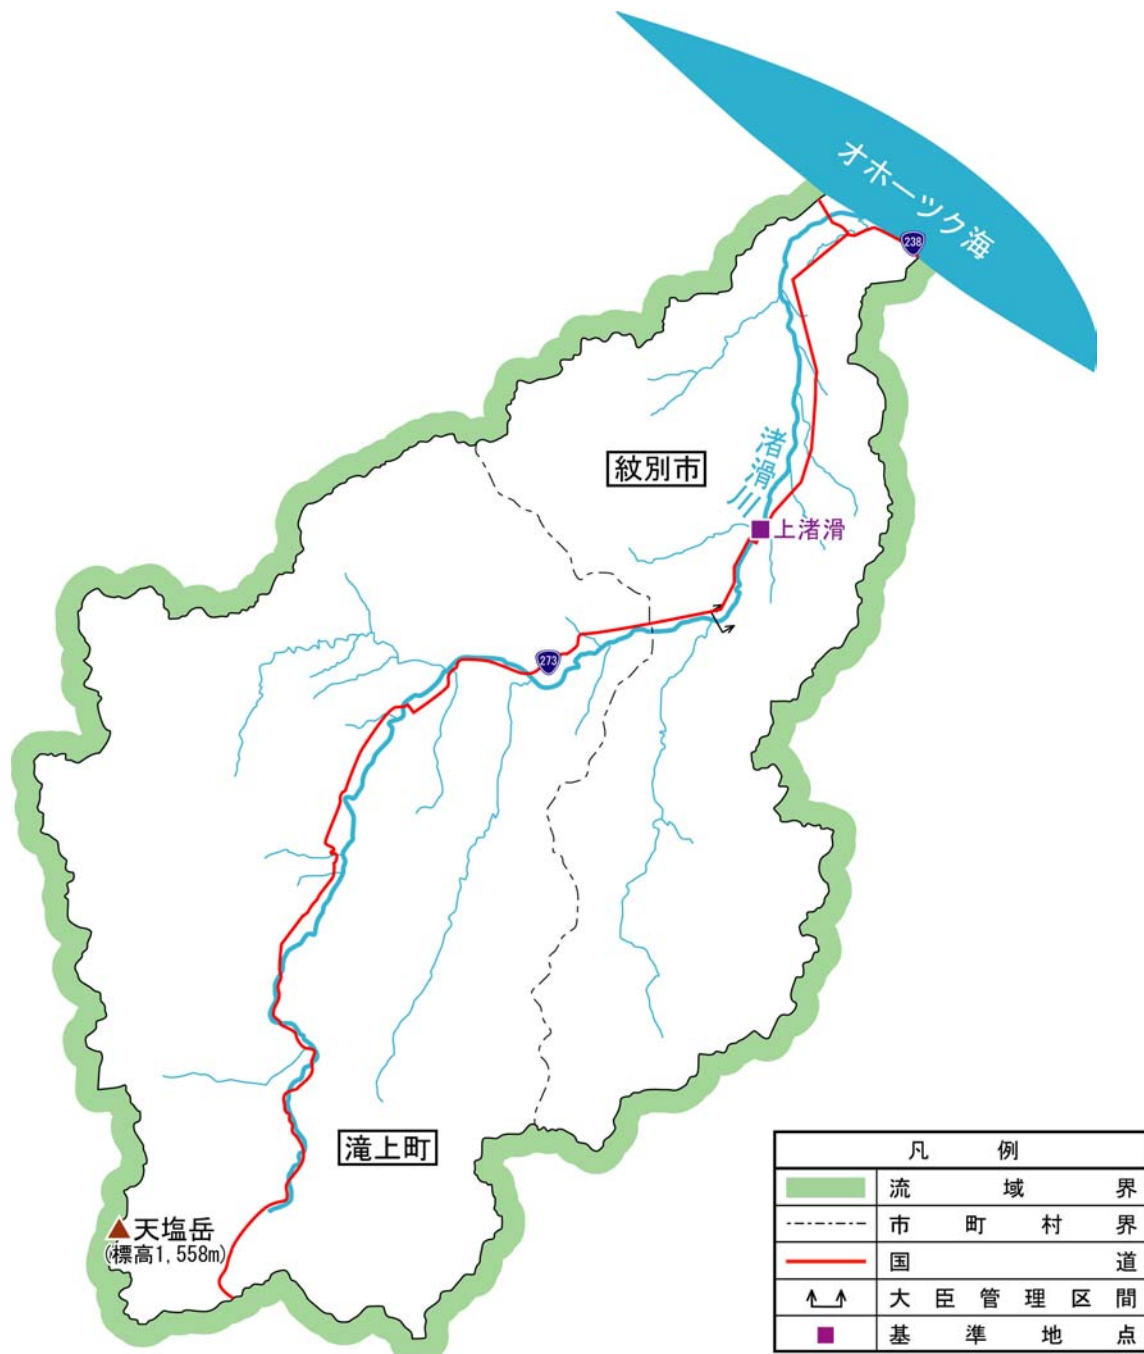 オホーツク海
238
渚滑川
紋別市
上渚滑
273
滝上町
天塩岳
(標高1,558m)
凡例
流域界
市町村界
国道
大臣管理区間
基準地点